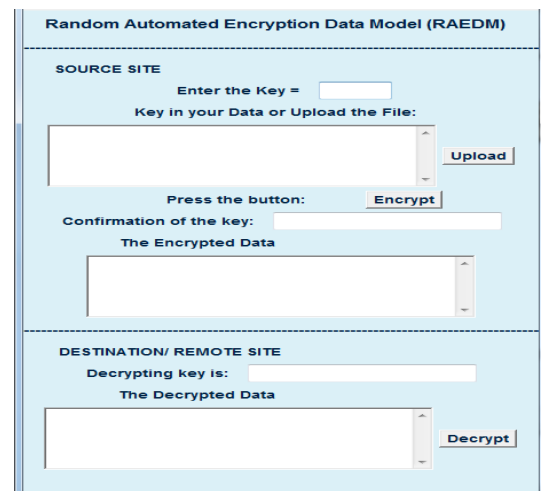 Random Automated Encryption Data Model (RAEDM)
SOURCE SITE
Enter the Key =
Key in your Data or Upload the File:
Upload
Press the button: Encrypt
Confirmation of the key:
The Encrypted Data
DESTINATION/ REMOTE SITE
Decrypting key is:
The Decrypted Data
Decrypt